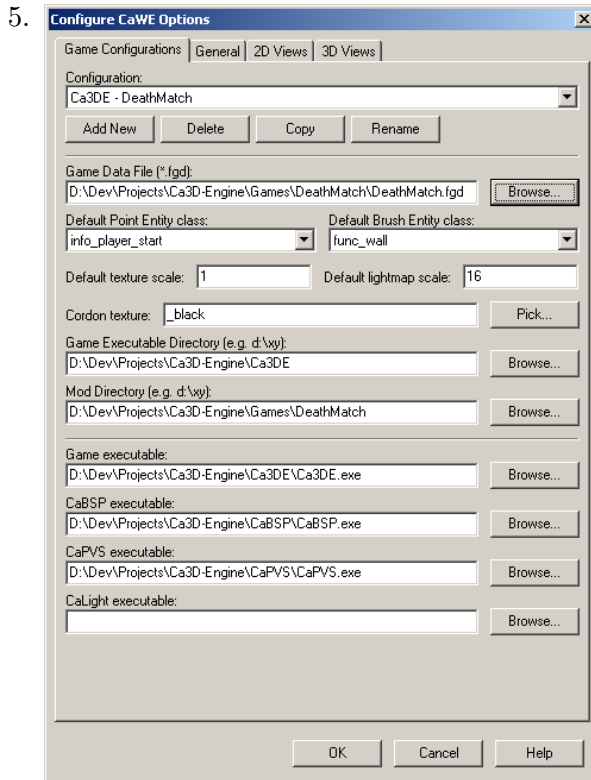 5.
Configure CaWE Options
Game Configurations General 2D Views 3D Views
Configuration:
Ca3DE - DeathMatch
Add New Delete Copy Rename
Game Data File (*.fgd):
D:\Dev\Projects\Ca3D-Engine\Games\DeathMatch\DeathMatch.fgd Browse...
Default Point Entity class: Default Brush Entity class:
info_player_start func_wall
Default texture scale: 1 Default lightmap scale: 16
Cordon texture: _black Pick...
Game Executable Directory (e.g. d:\xy):
D:\Dev\Projects\Ca3D-Engine\Ca3DE Browse...
Mod Directory (e.g. d:\xy):
D:\Dev\Projects\Ca3D-Engine\Games\DeathMatch Browse...
Game executable:
D:\Dev\Projects\Ca3D-Engine\Ca3DE\Ca3DE.exe Browse...
CaBSP executable:
D:\Dev\Projects\Ca3D-Engine\CaBSP\CaBSP.exe Browse...
CaPVS executable:
D:\Dev\Projects\Ca3D-Engine\CaPVS\CaPVS.exe Browse...
CaLight executable:
Browse...
OK Cancel Help